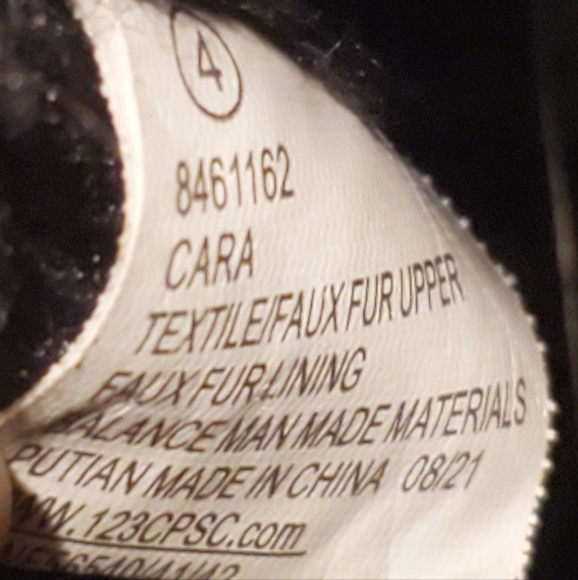 4
8461162
CARA
TEXTILE/FAUX FUR UPPER
FAUX FUR LINING
BALANCE MAN MADE MATERIALS
PUTIAN MADE IN CHINA 08/21
WW.123CPSC.com